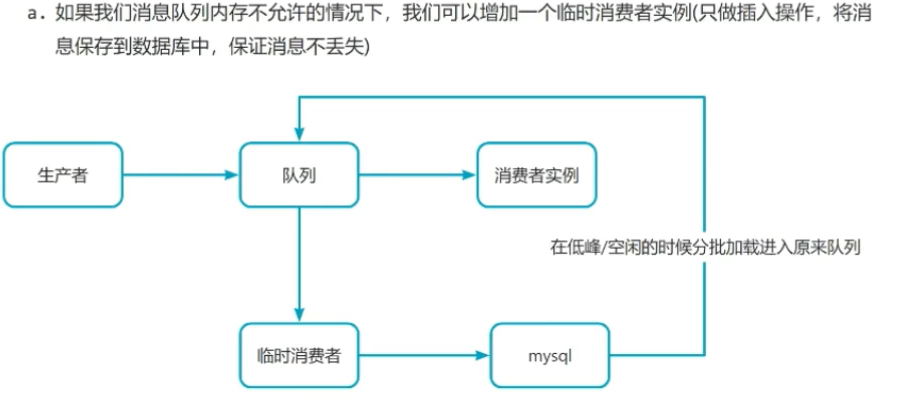 a. 如果我们消息队列内存不允许的情况下，我们可以增加一个临时消费者实例(只做插入操作，将消
息保存到数据库中，保证消息不丢失)
生产者
队列
消费者实例
在低峰/空闲的时候分批加载进入原来队列
临时消费者
mysql